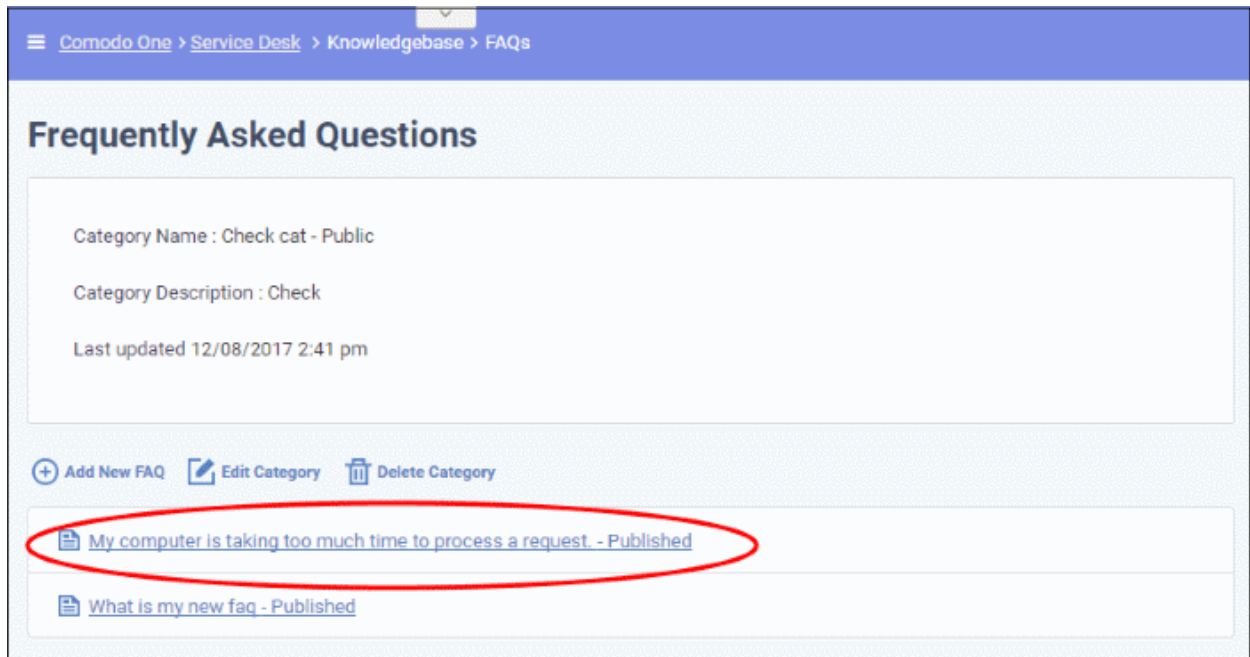 Comodo One > Service Desk > Knowledgebase > FAQs
Frequently Asked Questions
Category Name : Check cat - Public
Category Description : Check
Last updated 12/08/2017 2:41 pm
Add New FAQ Edit Category Delete Category
My computer is taking too much time to process a request. - Published
What is my new faq - Published